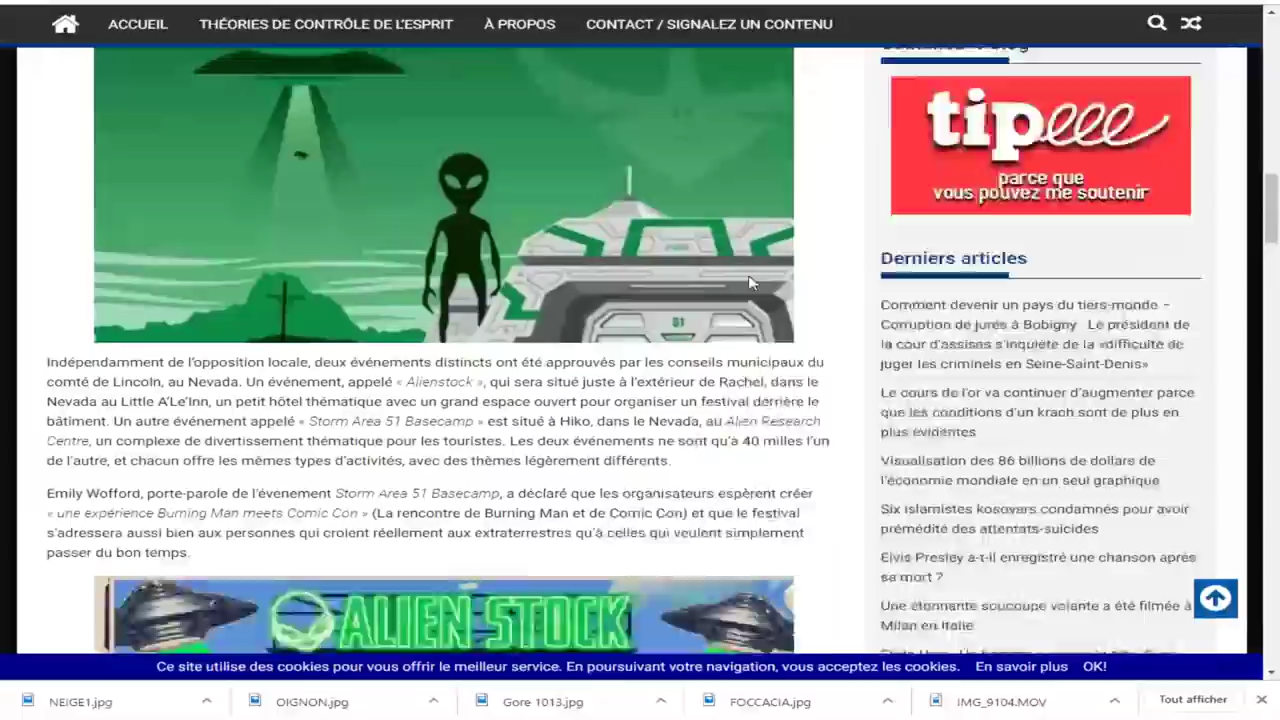 ACCUEIL THÉORIES DE CONTRÔLE DE L'ESPRIT À PROPOS CONTACT / SIGNALEZ UN CONTENU
51
Indépendamment de l'opposition locale, deux événements distincts ont été approuvés par les conseils municipaux du
comté de Lincoln, au Nevada. Un événement, appelé « Alienstock », qui sera situé juste à l'extérieur de Rachel, dans le
Nevada au Little A'Le'Inn, un petit hôtel thématique avec un grand espace ouvert pour organiser un festival derrière le
bâtiment. Un autre événement appelé « Storm Area 51 Basecamp » est situé à Hiko, dans le Nevada, au Alien Research
Centre, un complexe de divertissement thématique pour les touristes. Les deux événements ne sont qu'à 40 milles l'un
de l'autre, et chacun offre les mêmes types d'activités, avec des thèmes légèrement différents.
Emily Wofford, porte-parole de l'évenement Storm Area 51 Basecamp, a déclaré que les organisateurs espèrent créer
« une expérience Burning Man meets Comic Con » (La rencontre de Burning Man et de Comic Con) et que le festival
s'adressera aussi bien aux personnes qui croient réellement aux extraterrestres qu'à celles qui veulent simplement
passer du bon temps.
ALIEN STOCK
tipeee
parce que
vous pouvez me soutenir
Derniers articles
Comment devenir un pays du tiers-monde –
Corruption de jurés à Bobigny Le président de
la cour d'assises s'inquiète de la «difficulté de
juger les criminels en Seine-Saint-Denis»
Le cours de l'or va continuer d'augmenter parce
que les conditions d'un krach sont de plus en
plus évidentes
Visualisation des 86 billions de dollars de
l'économie mondiale en un seul graphique
Six islamistes kosovars condamnés pour avoir
prémédité des attentats-suicides
Elvis Presley a-t-il enregistré une chanson après
sa mort ?
Une étonnante soucoupe volante a été filmée à
Milan en Italie
Ce site utilise des cookies pour vous offrir le meilleur service. En poursuivant votre navigation, vous acceptez les cookies. En savoir plus OK!
NEIGE1.jpg OIGNON.jpg Gore 1013.jpg FOCCACIA.jpg IMG_9104.MOV Tout afficher